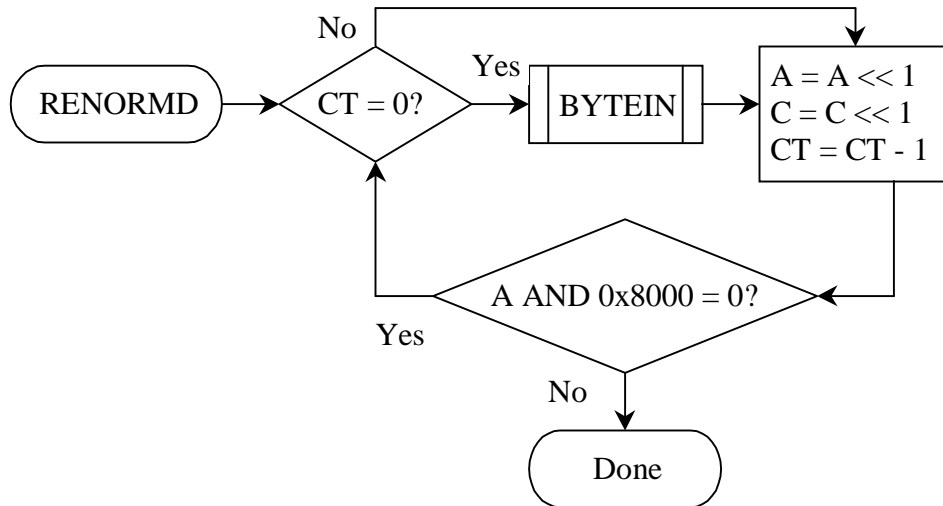 No
Yes
RENORMD
CT = 0?
BYTEIN
A = A << 1
C = C << 1
CT = CT - 1
A AND 0x8000 = 0?
Yes
No
Done